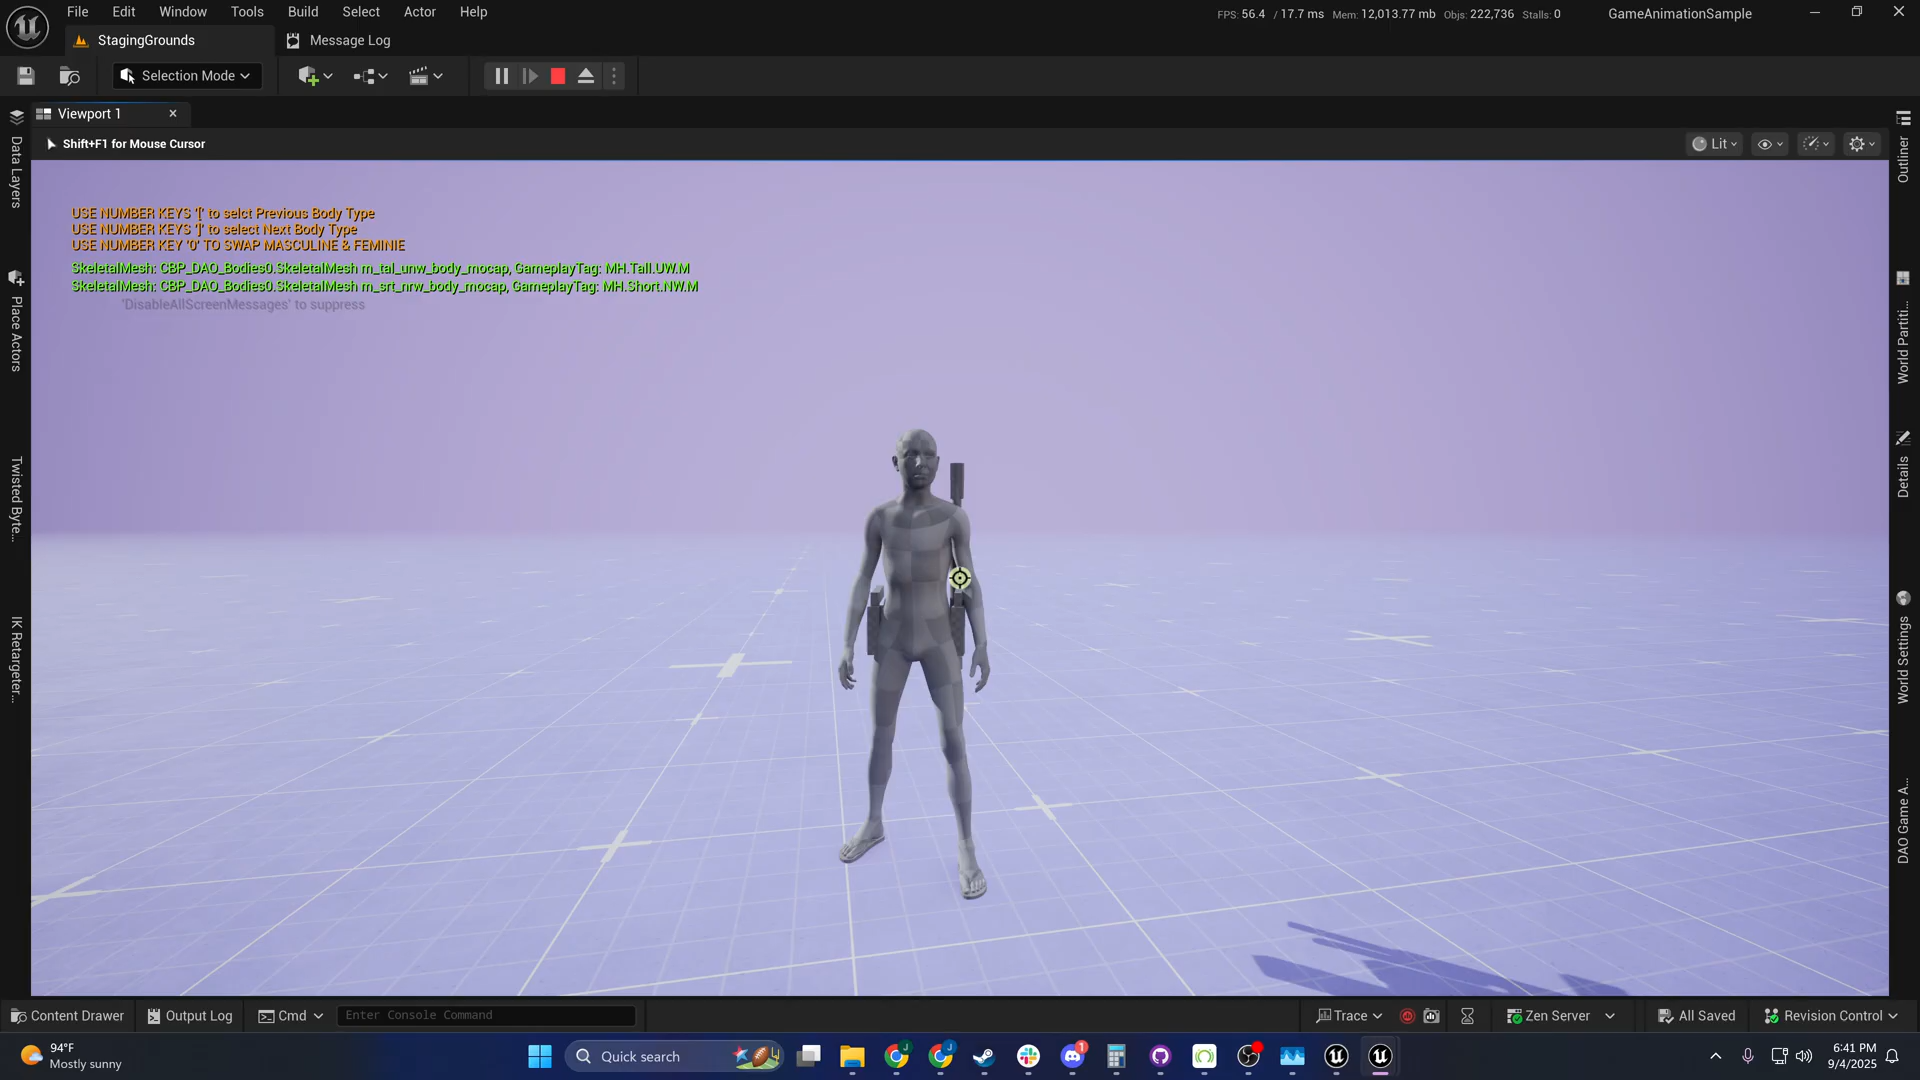 File Edit Window Tools Build Select Actor Help
FPS: 56.4 / 17.7 ms Mem: 12,013.77 mb Objs: 222,736 Stalls: 0
GameAnimationSample
StagingGrounds
Message Log
Selection Mode
Viewport 1
Shift+F1 for Mouse Cursor
Lit
USE NUMBER KEYS '[' to selct Previous Body Type
USE NUMBER KEYS ']' to select Next Body Type
USE NUMBER KEY '0' TO SWAP MASCULINE & FEMINIE
SkeletalMesh: CBP_DAO_Bodies0.SkeletalMesh m_tal_unw_body_mocap, GameplayTag: MH.Tall.UW.M
SkeletalMesh: CBP_DAO_Bodies0.SkeletalMesh m_srt_nrw_body_mocap, GameplayTag: MH.Short.NW.M
'DisableAllScreenMessages' to suppress
Data Layers
Place Actors
Twisted Byte...
IK Retargeter...
Outliner
World Partiti...
Details
World Settings
DAO Game A...
Content Drawer
Output Log
Cmd
Enter Console Command
Trace
Zen Server
All Saved
Revision Control
94°F
Mostly sunny
Quick search
J
J
1
6:41 PM
9/4/2025